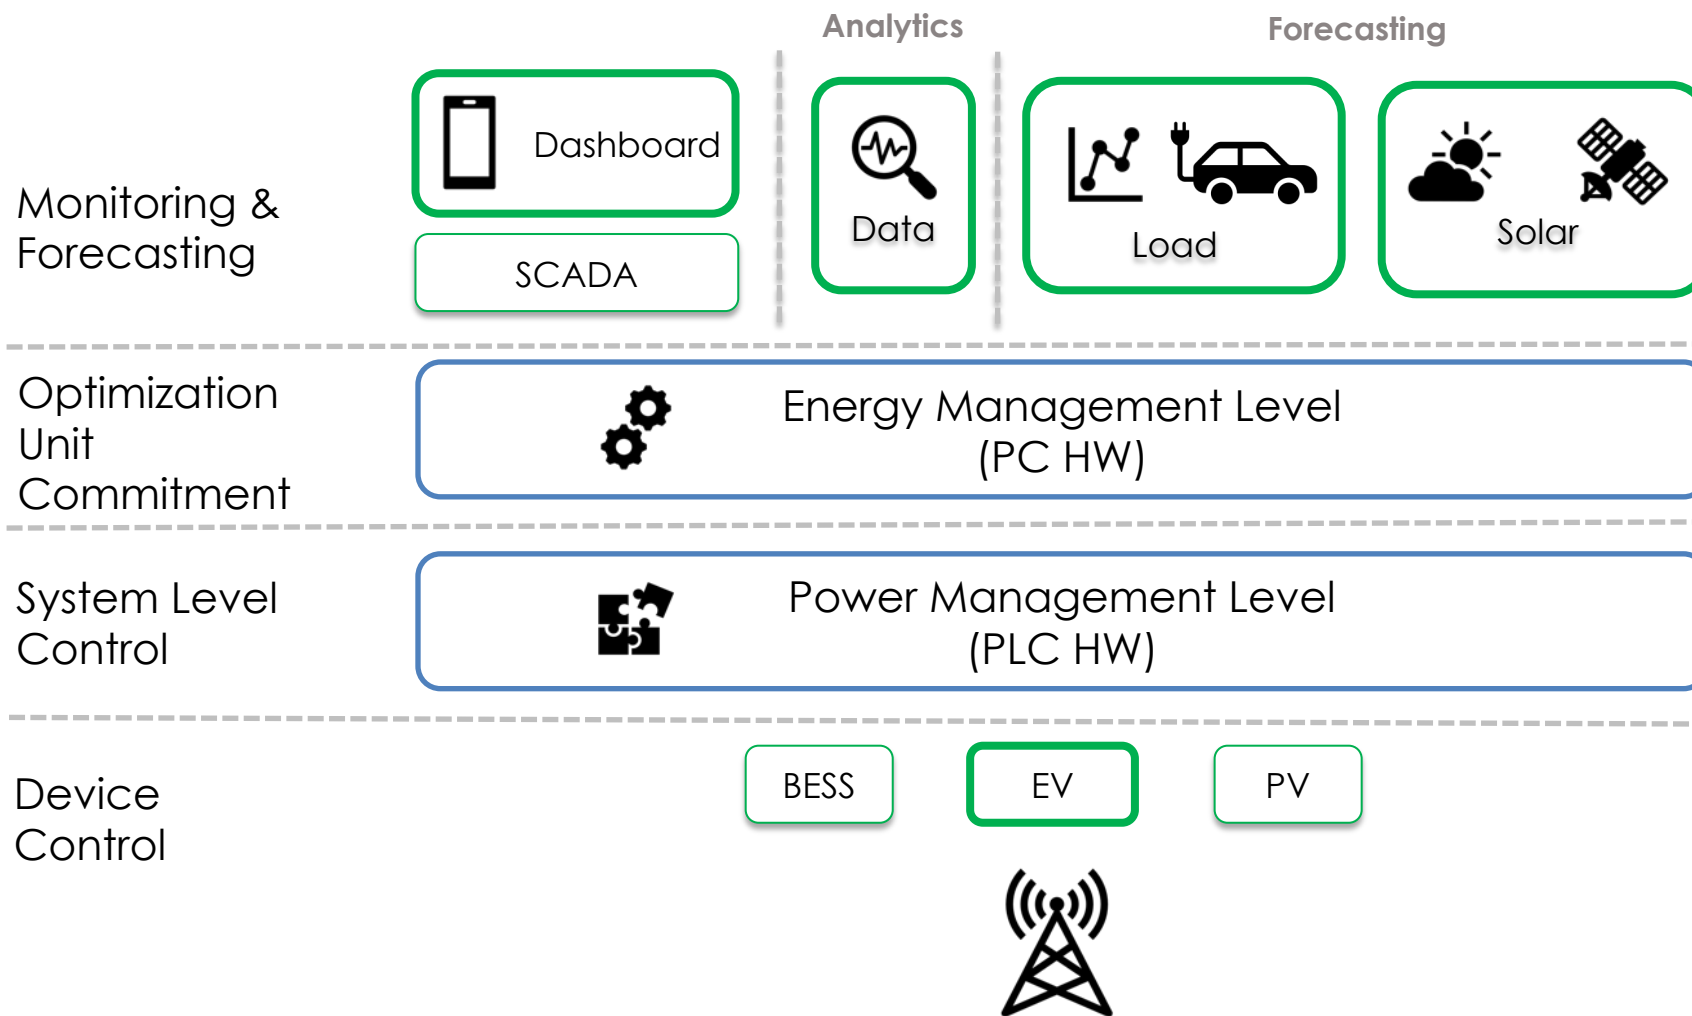 Analytics
Forecasting
Monitoring &
Forecasting
Dashboard
SCADA
Data
Load
Solar
Optimization
Unit
Commitment
Energy Management Level
(PC HW)
System Level
Control
Power Management Level
(PLC HW)
Device
Control
BESS
EV
PV